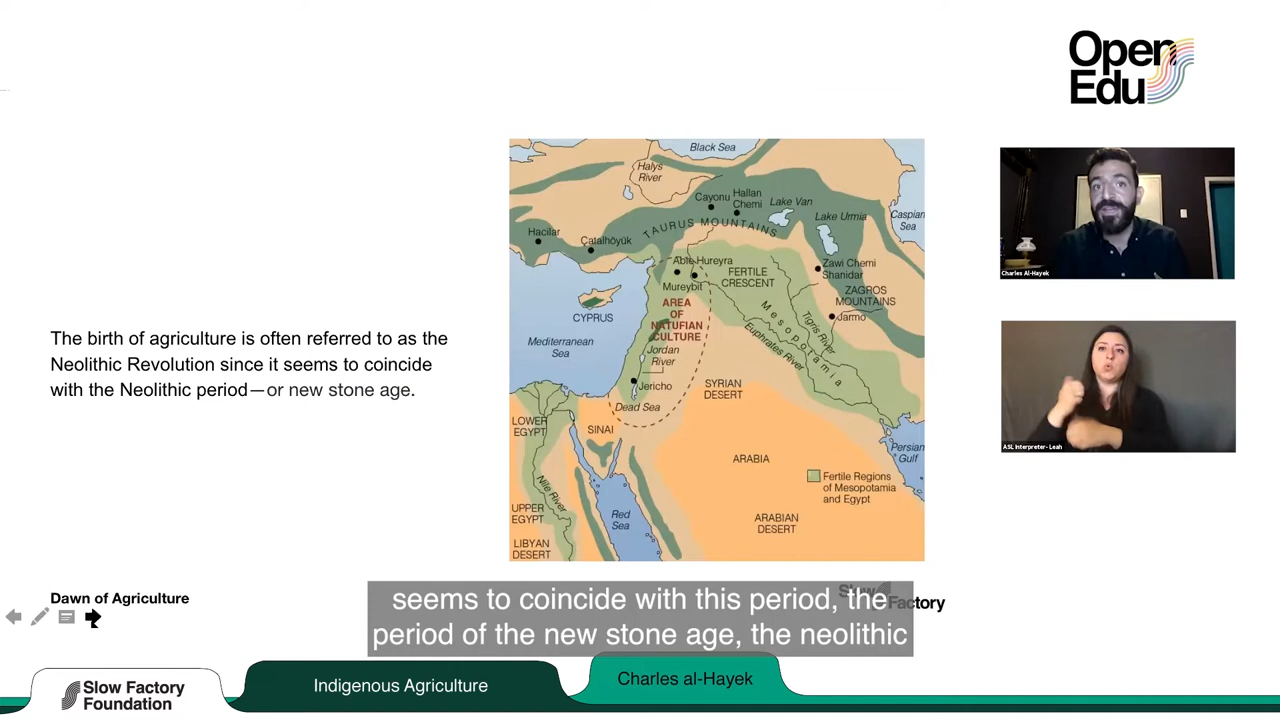 Open
Edu
Black Sea
Halys
River
Cayonu
Hallan
Chemi
Lake Van
Lake Urmia
Caspian
Sea
TAURUS MOUNTAINS
Hacilar
Çatalhöyük
Able Hureyra
Mureybit
FERTILE
CRESCENT
Zawi Chemi
Shanidar
ZAGROS
MOUNTAINS
Jarmo
CYPRUS
AREA
OF
NATUFIAN
CULTURE
Mesopotamia
Tigris River
Euphrates River
Mediterranean
Sea
Jordan
River
Jericho
Dead Sea
SYRIAN
DESERT
LOWER
EGYPT
SINAI
Persian
Gulf
ARABIA
Fertile Regions
of Mesopotamia
and Egypt
Nile River
UPPER
EGYPT
Red
Sea
ARABIAN
DESERT
LIBYAN
DESERT
Charles Al-Hayek
ASL Interpreter- Leah
The birth of agriculture is often referred to as the
Neolithic Revolution since it seems to coincide
with the Neolithic period—or new stone age.
Dawn of Agriculture
Slow
Factory
seems to coincide with this period, the
period of the new stone age, the neolithic
Slow Factory
Foundation
Indigenous Agriculture
Charles al-Hayek